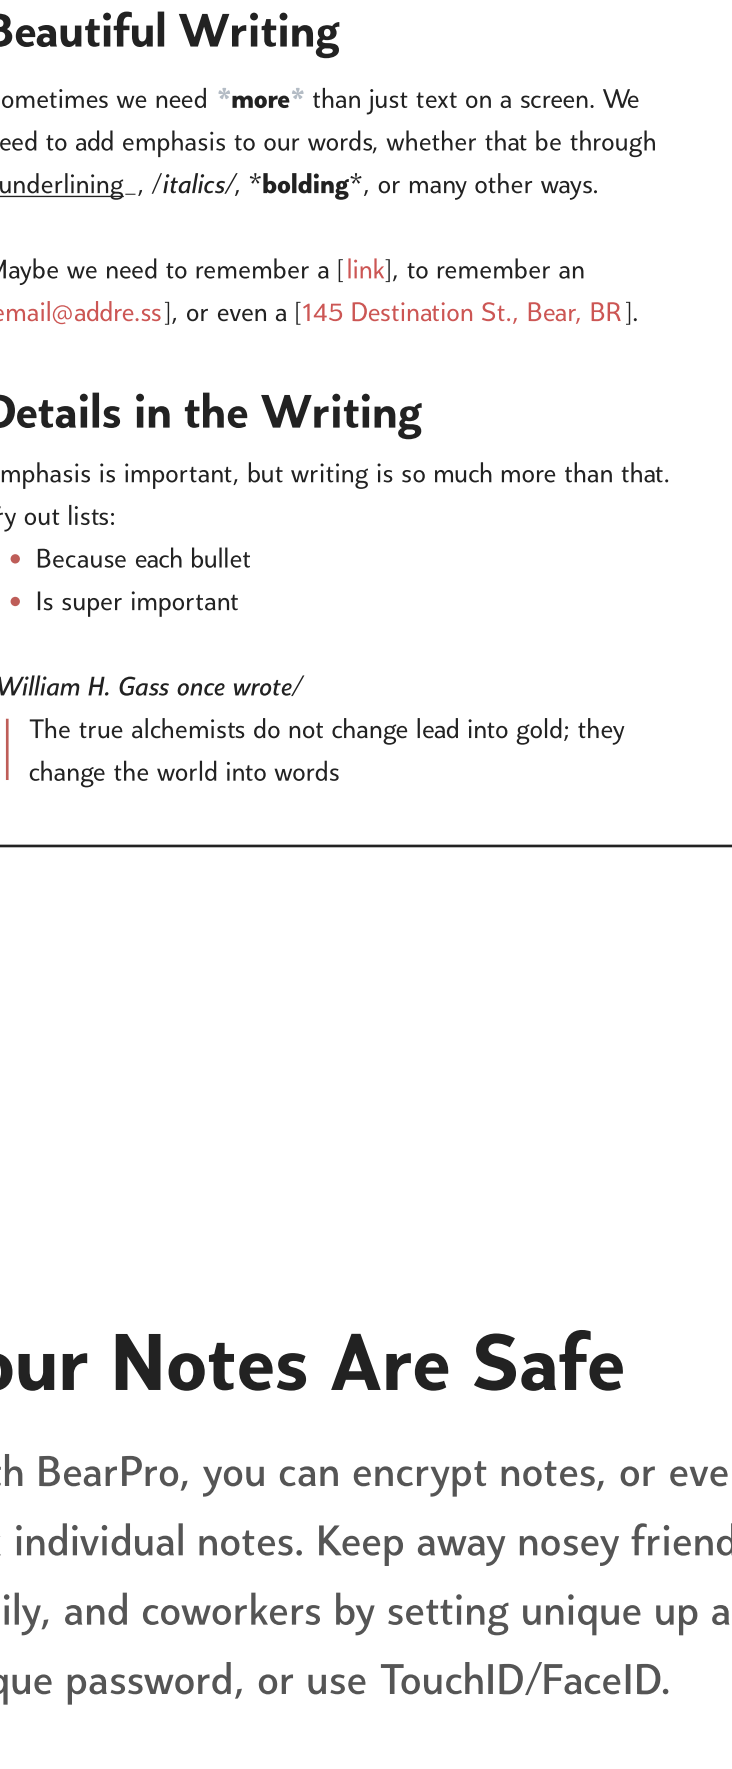 Beautiful Writing
ometimes we need *more* than just text on a screen. We
eed to add emphasis to our words, whether that be through
underlining_, /italics/, *bolding*, or many other ways.
Maybe we need to remember a [link], to remember an
email@addre.ss], or even a [145 Destination St., Bear, BR].
Details in the Writing
mphasis is important, but writing is so much more than that.
ry out lists:
• Because each bullet
• Is super important
William H. Gass once wrote/
The true alchemists do not change lead into gold; they
change the world into words
our Notes Are Safe
th BearPro, you can encrypt notes, or eve
individual notes. Keep away nosey friend
ily, and coworkers by setting unique up a
que password, or use TouchID/FaceID.